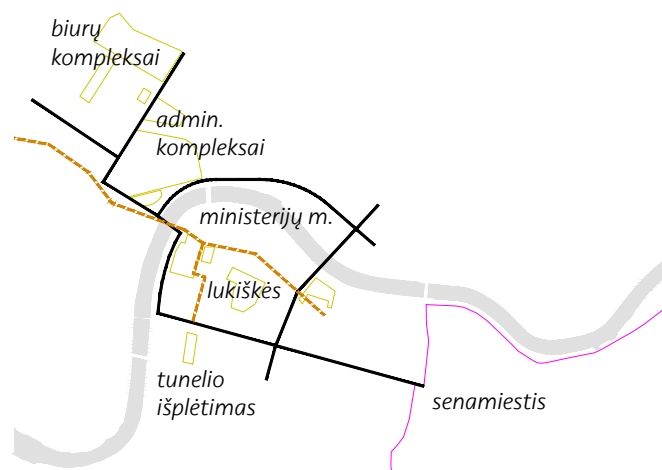 biurų
kompleksai
admin.
kompleksai
ministerijų m.
lukiškės
tunelio
išplėtimas
senamiestis